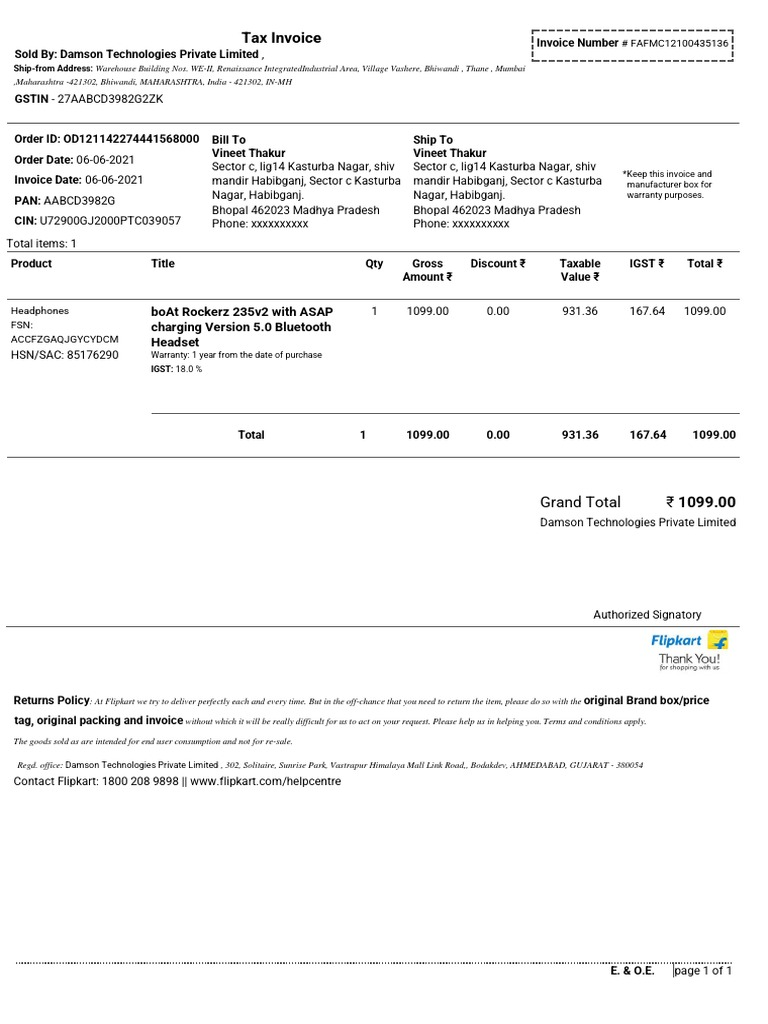 Tax Invoice
Invoice Number # FAFMC12100435136
Sold By: Damson Technologies Private Limited ,
Ship-from Address: Warehouse Building Nos. WE-II, Renaissance IntegratedIndustrial Area, Village Vashere, Bhiwandi , Thane , Mumbai
,Maharashtra -421302, Bhiwandi, MAHARASHTRA, India - 421302, IN-MH
GSTIN - 27AABCD3982G2ZK
Order ID: OD121142274441568000
Order Date: 06-06-2021
Invoice Date: 06-06-2021
PAN: AABCD3982G
CIN: U72900GJ2000PTC039057
Bill To
Vineet Thakur
Sector c, lig14 Kasturba Nagar, shiv
mandir Habibganj, Sector c Kasturba
Nagar, Habibganj.
Bhopal 462023 Madhya Pradesh
Phone: xxxxxxxxxx
Ship To
Vineet Thakur
Sector c, lig14 Kasturba Nagar, shiv
mandir Habibganj, Sector c Kasturba
Nagar, Habibganj.
Bhopal 462023 Madhya Pradesh
Phone: xxxxxxxxxx
*Keep this invoice and
manufacturer box for
warranty purposes.
Total items: 1
Product Title Qty Gross Amount ₹ Discount ₹ Taxable Value ₹ IGST ₹ Total ₹
Headphones
FSN:
ACCFZGAQJGYCYDCM
HSN/SAC: 85176290
boAt Rockerz 235v2 with ASAP
charging Version 5.0 Bluetooth
Headset
Warranty: 1 year from the date of purchase
IGST: 18.0 %
1 1099.00 0.00 931.36 167.64 1099.00
Total 1 1099.00 0.00 931.36 167.64 1099.00
Grand Total ₹ 1099.00
Damson Technologies Private Limited
Authorized Signatory
Flipkart
Thank You!
for shopping with us
Returns Policy: At Flipkart we try to deliver perfectly each and every time. But in the off-chance that you need to return the item, please do so with the original Brand box/price
tag, original packing and invoice without which it will be really difficult for us to act on your request. Please help us in helping you. Terms and conditions apply.
The goods sold as are intended for end user consumption and not for re-sale.
Regd. office: Damson Technologies Private Limited , 302, Solitaire, Sunrise Park, Vastrapur Himalaya Mall Link Road,, Bodakdev, AHMEDABAD, GUJARAT - 380054
Contact Flipkart: 1800 208 9898 || www.flipkart.com/helpcentre
E. & O.E. page 1 of 1